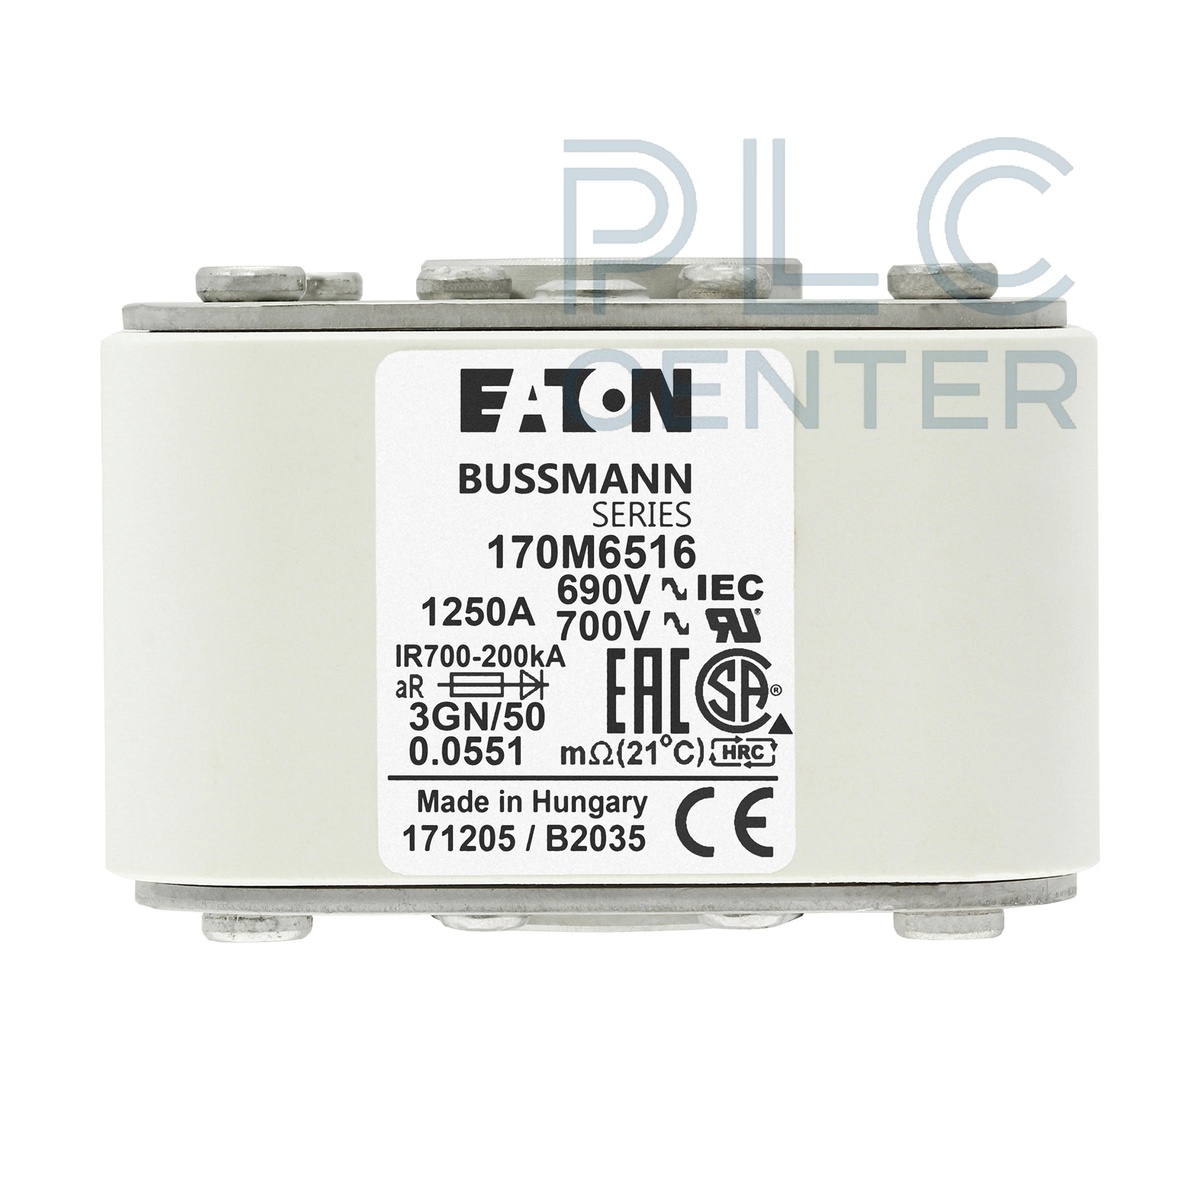 PLC
CENTER
EATON
BUSSMANN
SERIES
170M6516
690V IEC
1250A 700V
IR700-200kA
aR EAC SA ®
3GN/50
0.0551 mΩ(21°C) HRC
Made in Hungary
171205 / B2035 CE